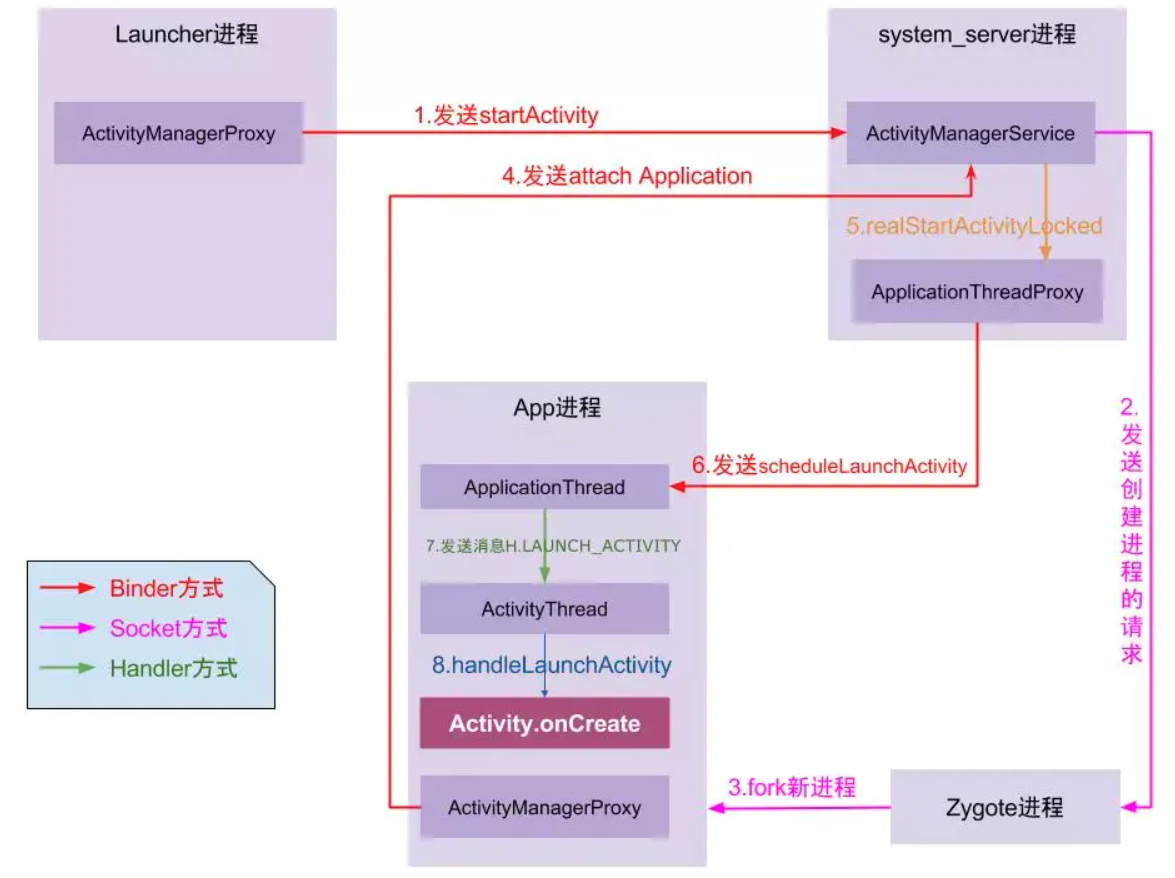 Launcher进程
system_server进程
ActivityManagerProxy
1.发送startActivity
ActivityManagerService
4.发送attach Application
5.realStartActivityLocked
ApplicationThreadProxy
App进程
2.
发
送
创
建
进
程
的
请
求
6.发送scheduleLaunchActivity
ApplicationThread
7.发送消息H.LAUNCH_ACTIVITY
ActivityThread
8.handleLaunchActivity
Activity.onCreate
ActivityManagerProxy
3.fork新进程
Zygote进程
Binder方式
Socket方式
Handler方式